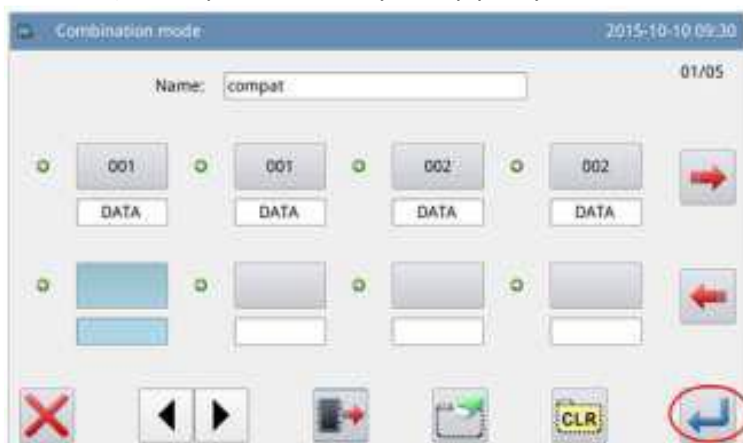 Combination mode 2015-10-10 09:30
Name: compat 01/05
001 001 002 002
DATA DATA DATA DATA
CLR